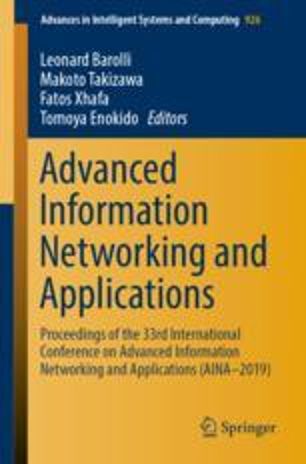 Advances in Intelligent Systems and Computing 926
Leonard Barolli
Makoto Takizawa
Fatos Xhafa
Tomoya Enokido Editors
Advanced
Information
Networking and
Applications
Proceedings of the 33rd International
Conference on Advanced Information
Networking and Applications (AINA–2019)
Springer